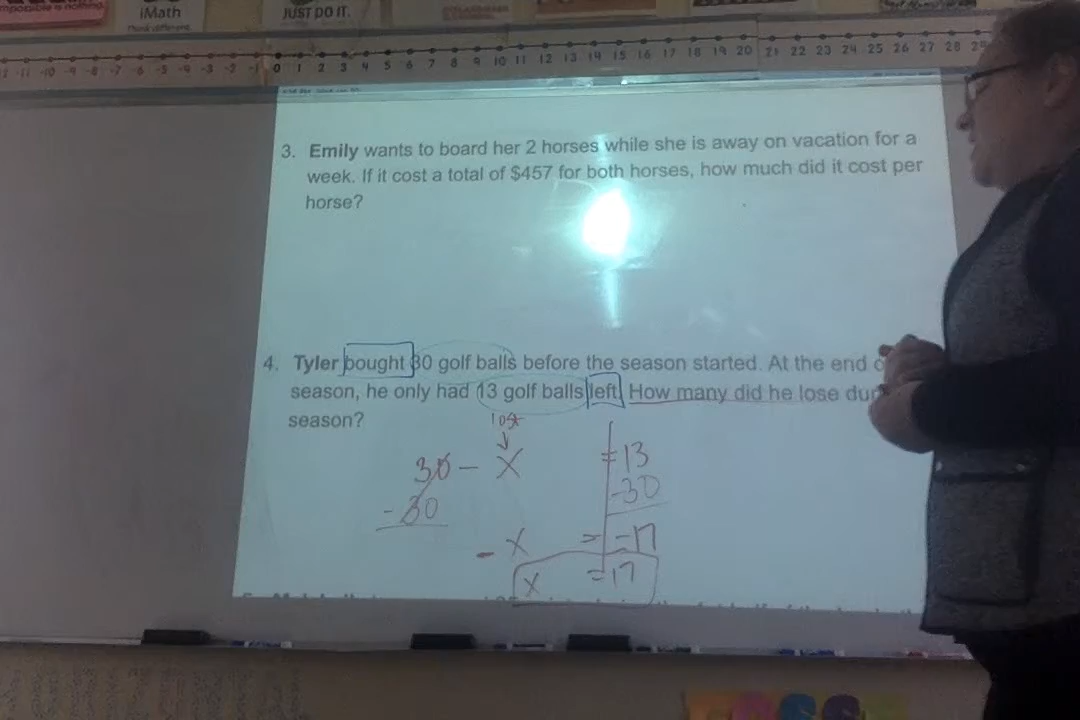 iMath
Think different.
JUST DO IT.
-10 -9 -8 -7 -6 -5 -4 -3 -2 -1 0 1 2 3 4 5 6 7 8 9 10 11 12 13 14 15 16 17 18 19 20 21 22 23 24 25 26 27 28
3. Emily wants to board her 2 horses while she is away on vacation for a
week. If it cost a total of $457 for both horses, how much did it cost per
horse?
4. Tyler bought 30 golf balls before the season started. At the end
season, he only had 13 golf balls left. How many did he lose
season?
lost
30 - X = 13
- 30 -30
- X = -17
X = 17